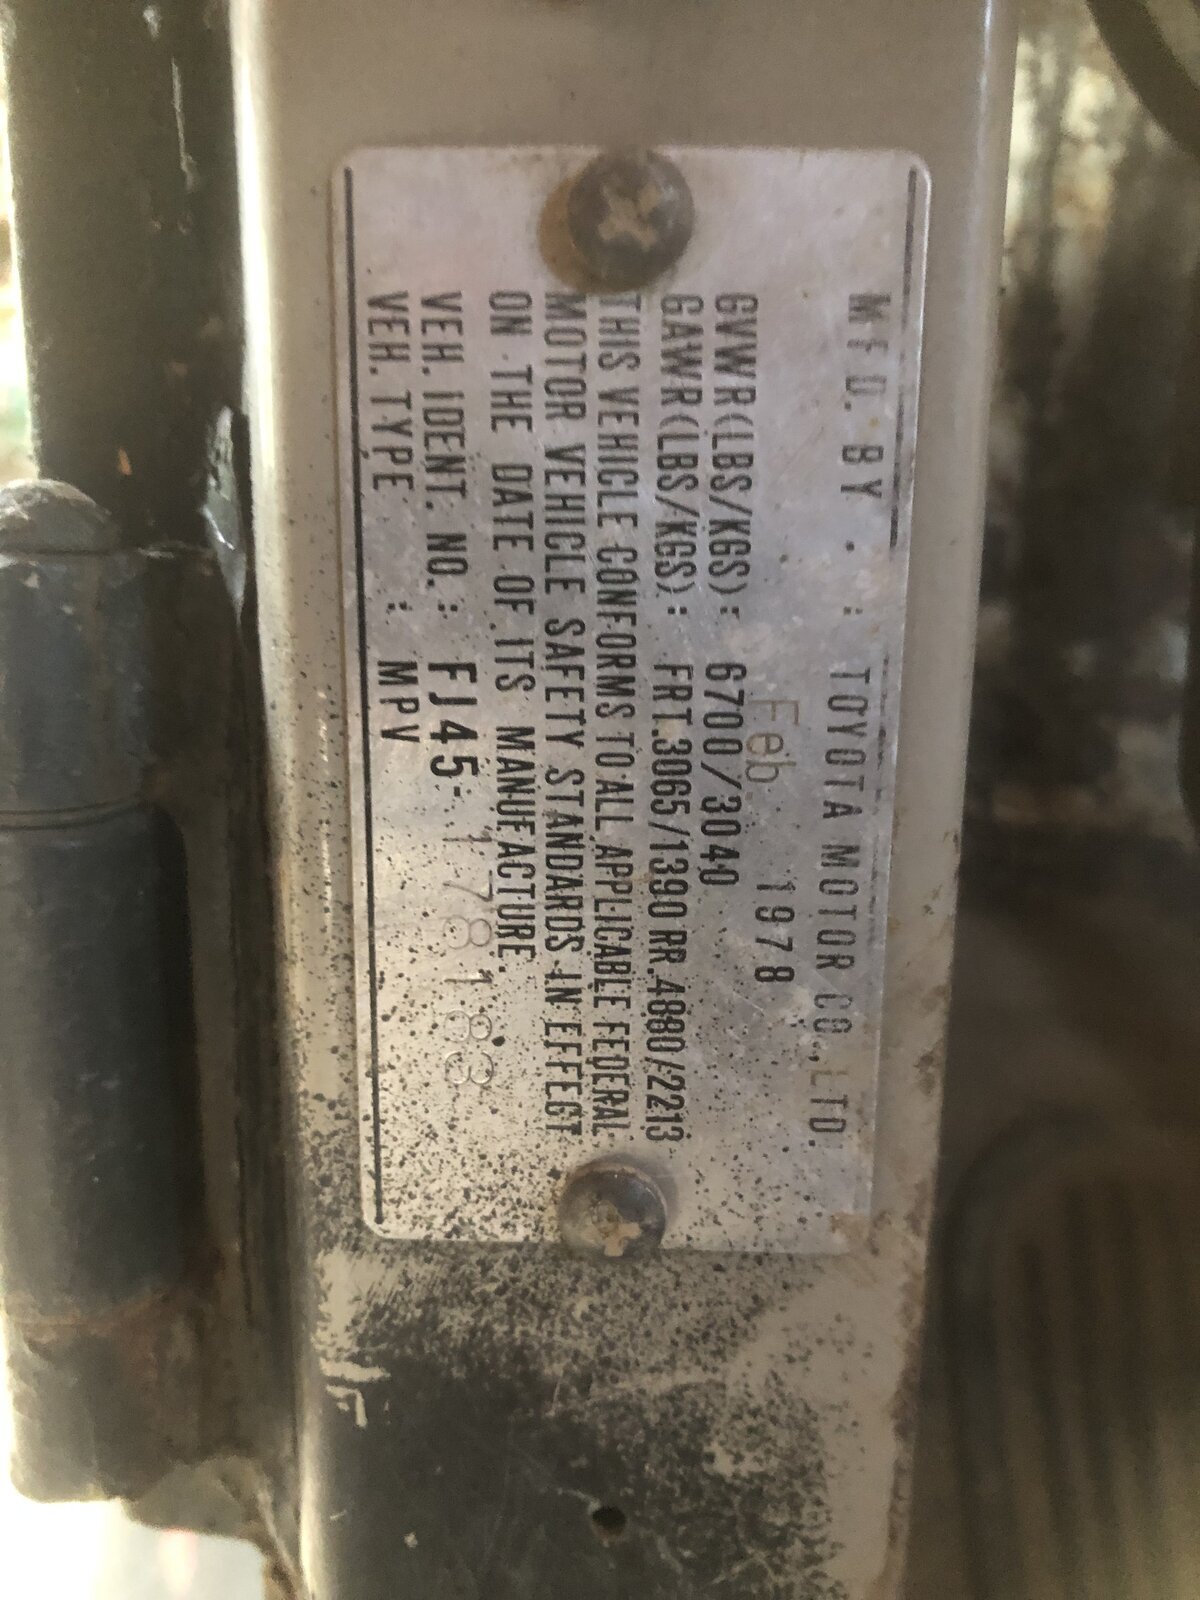 MFD. BY. : TOYOTA MOTOR CO., LTD.
Feb 1978
GVWR(LBS/KGS): 6700/3040
GAWR(LBS/KGS): FRT.3065/1390 RR.4880/2213
THIS VEHICLE CONFORMS TO ALL APPLICABLE FEDERAL
MOTOR VEHICLE SAFETY STANDARDS IN EFFECT
ON THE DATE OF ITS MANUFACTURE.
VEH. IDENT. NO. : FJ45- 178183
VEH. TYPE : MPV